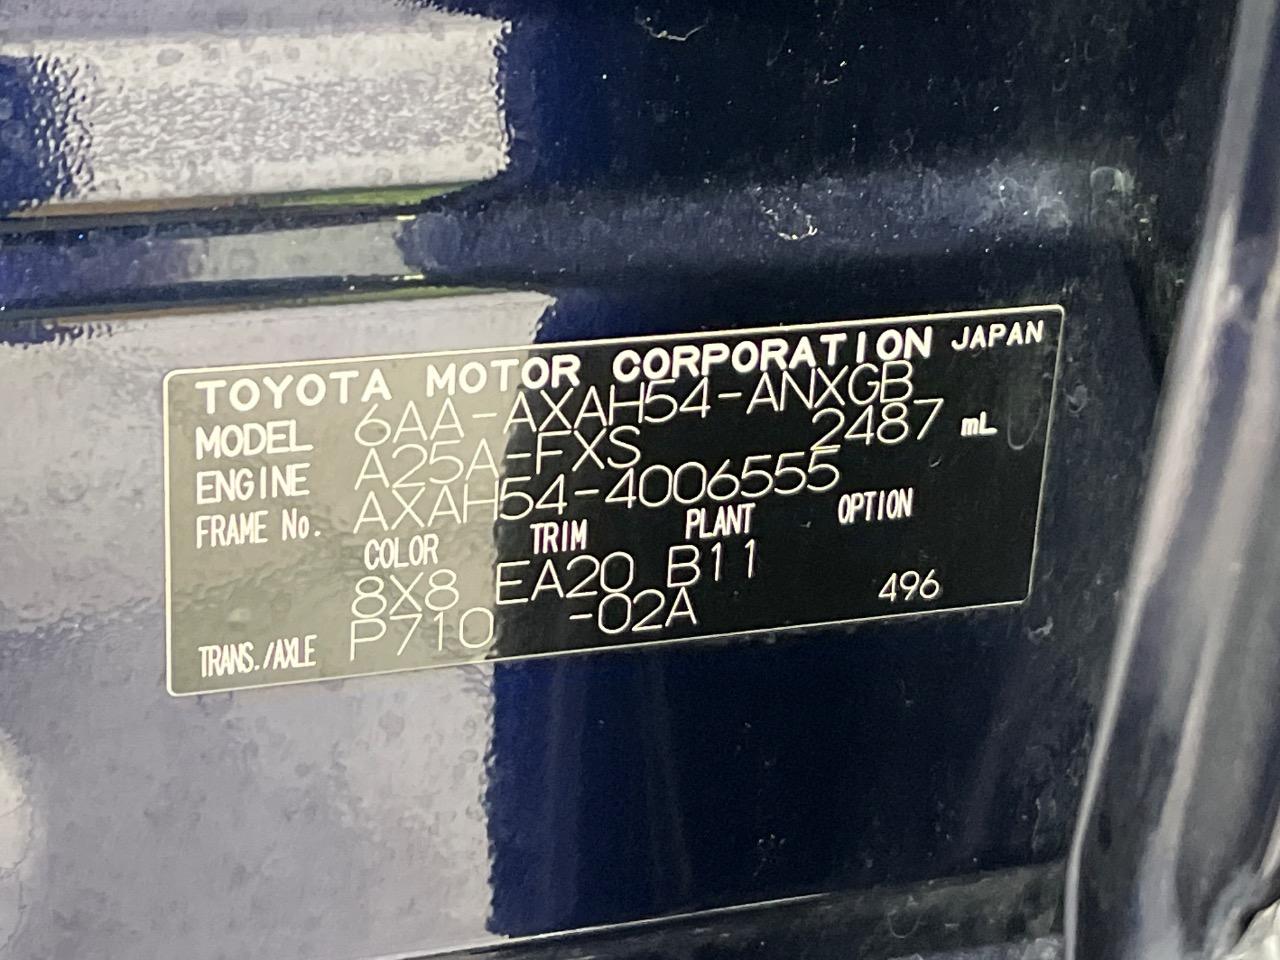 TOYOTA MOTOR CORPORATION JAPAN
MODEL 6AA-AXAH54-ANXGB
ENGINE A25A-FXS 2487 mL
FRAME No. AXAH54-4006555
COLOR TRIM PLANT OPTION
8X8 EA20 B11
TRANS./AXLE P710 -02A 496